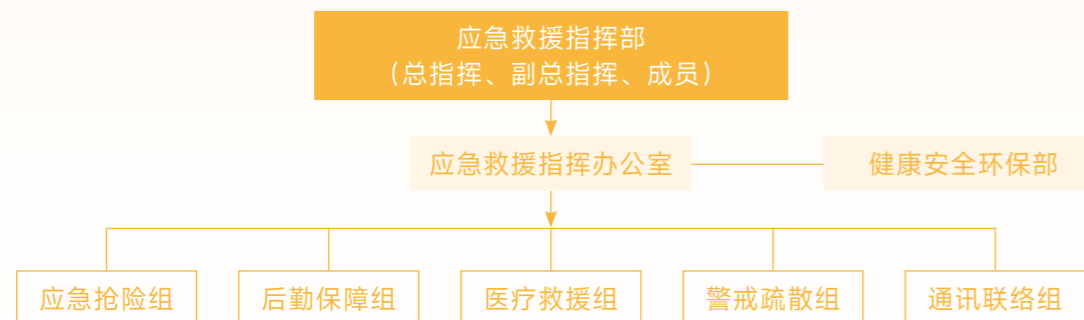 应急救援指挥部
（总指挥、副总指挥、成员）
应急救援指挥办公室
健康安全环保部
应急抢险组
后勤保障组
医疗救援组
警戒疏散组
通讯联络组